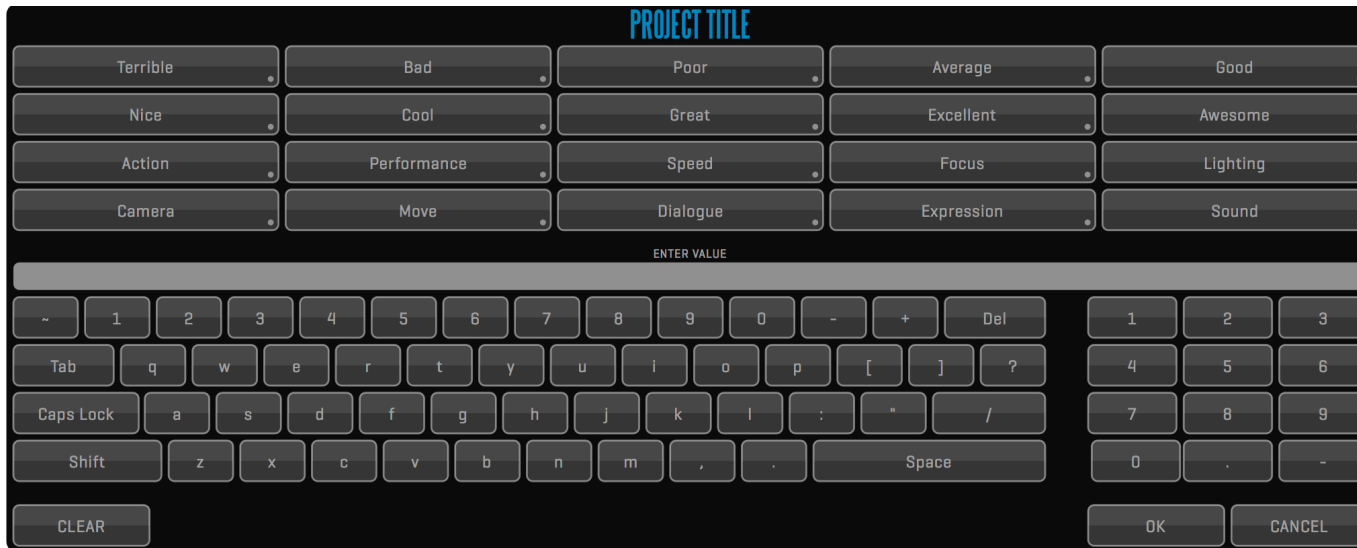 PROJECT TITLE
Terrible Bad Poor Average Good
Nice Cool Great Excellent Awesome
Action Performance Speed Focus Lighting
Camera Move Dialogue Expression Sound
ENTER VALUE
~ 1 2 3 4 5 6 7 8 9 0 - + Del 1 2 3
Tab q w e r t y u i o p [ ] ? 4 5 6
Caps Lock a s d f g h j k l : " / 7 8 9
Shift z x c v b n m , . Space 0 . -
CLEAR OK CANCEL